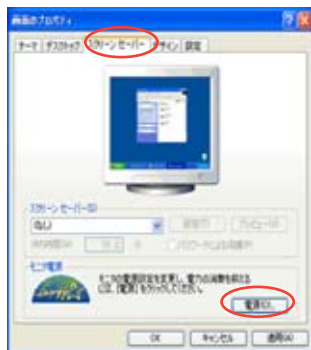 画面のプロパティ
テーマ デスクトップ スクリーン セーバー デザイン 設定
スクリーン セーバー(S)
(なし)
設定(T) プレビュー(V)
待ち時間(W) 分 パスワードによる保護(P)
モニタ電源
モニタの電源設定を変更し、電力の消費を抑える
には、[電源] をクリックしてください。
電源(O)...
OK キャンセル 適用(A)